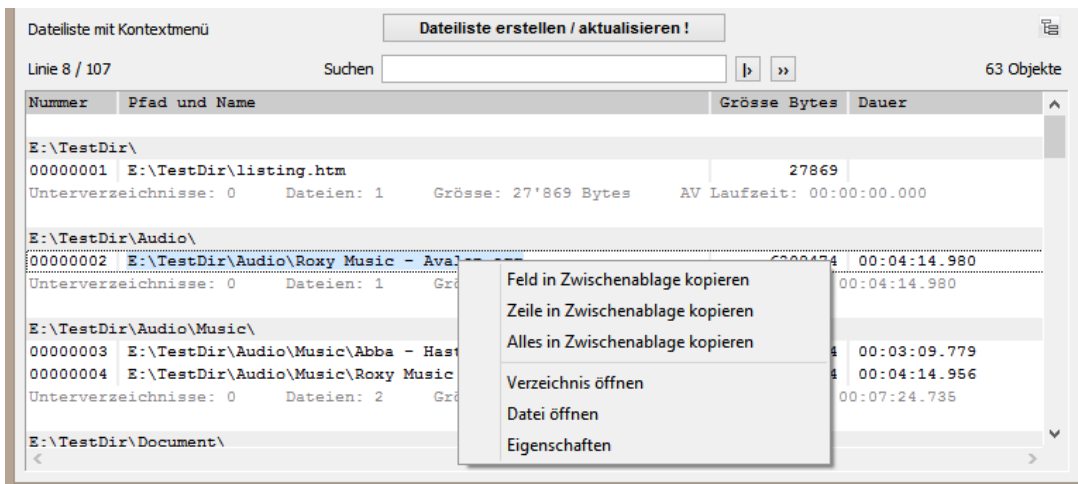 Dateiliste mit Kontextmenü
Dateiliste erstellen / aktualisieren !
Linie 8 / 107
Suchen
63 Objekte
Nummer Pfad und Name Grösse Bytes Dauer
E:\TestDir\
00000001 E:\TestDir\listing.htm 27869
Unterverzeichnisse: 0 Dateien: 1 Grösse: 27'869 Bytes AV Laufzeit: 00:00:00.000
E:\TestDir\Audio\
00000002 E:\TestDir\Audio\Roxy Music - 00:04:14.980
Unterverzeichnisse: 0 Dateien: 1 00:04:14.980
E:\TestDir\Audio\Music\
00000003 E:\TestDir\Audio\Music\Abba - Hast 4 00:03:09.779
00000004 E:\TestDir\Audio\Music\Roxy Music 4 00:04:14.956
Unterverzeichnisse: 0 Dateien: 2 00:07:24.735
E:\TestDir\Document\
Feld in Zwischenablage kopieren
Zeile in Zwischenablage kopieren
Alles in Zwischenablage kopieren
Verzeichnis öffnen
Datei öffnen
Eigenschaften